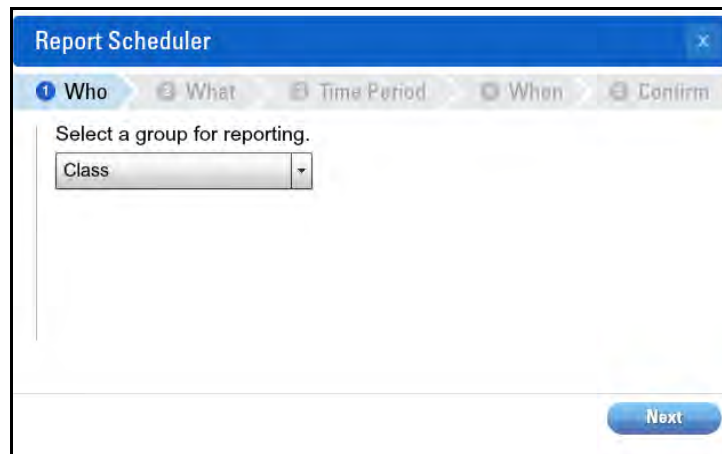 Report Scheduler x
1 Who 2 What 3 Time Period 4 When 5 Confirm
Select a group for reporting.
Class
Next